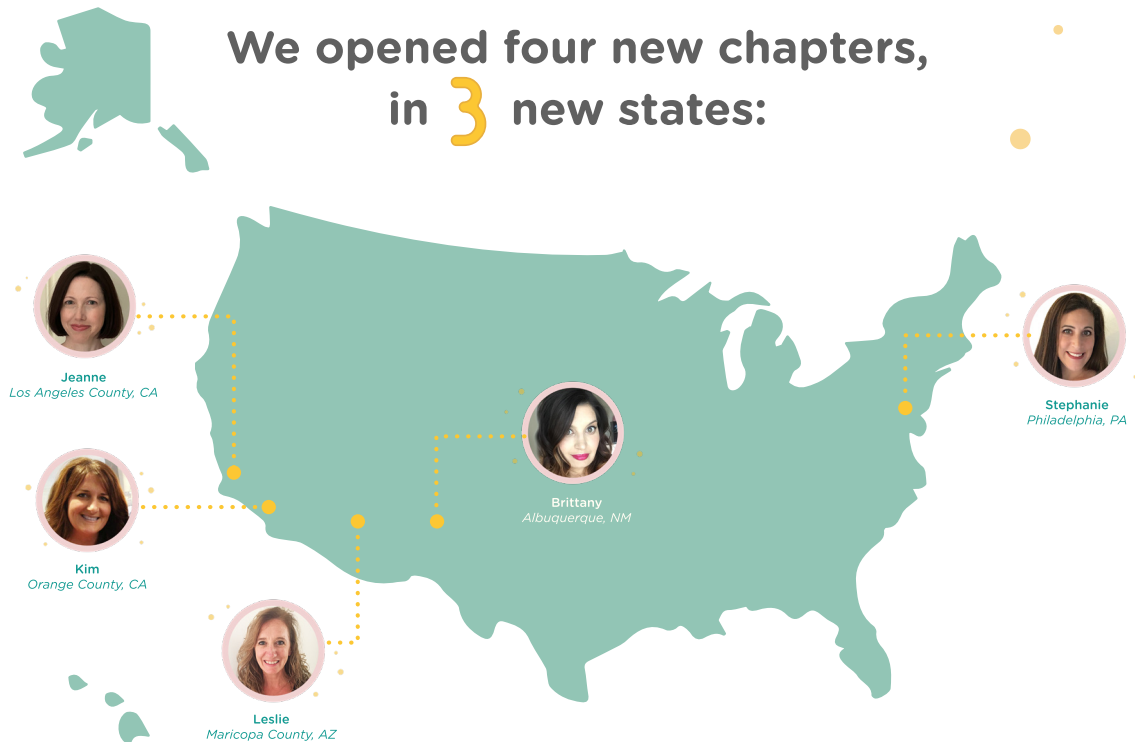 We opened four new chapters,
in 3 new states:
Jeanne
Los Angeles County, CA
Stephanie
Philadelphia, PA
Brittany
Albuquerque, NM
Kim
Orange County, CA
Leslie
Maricopa County, AZ